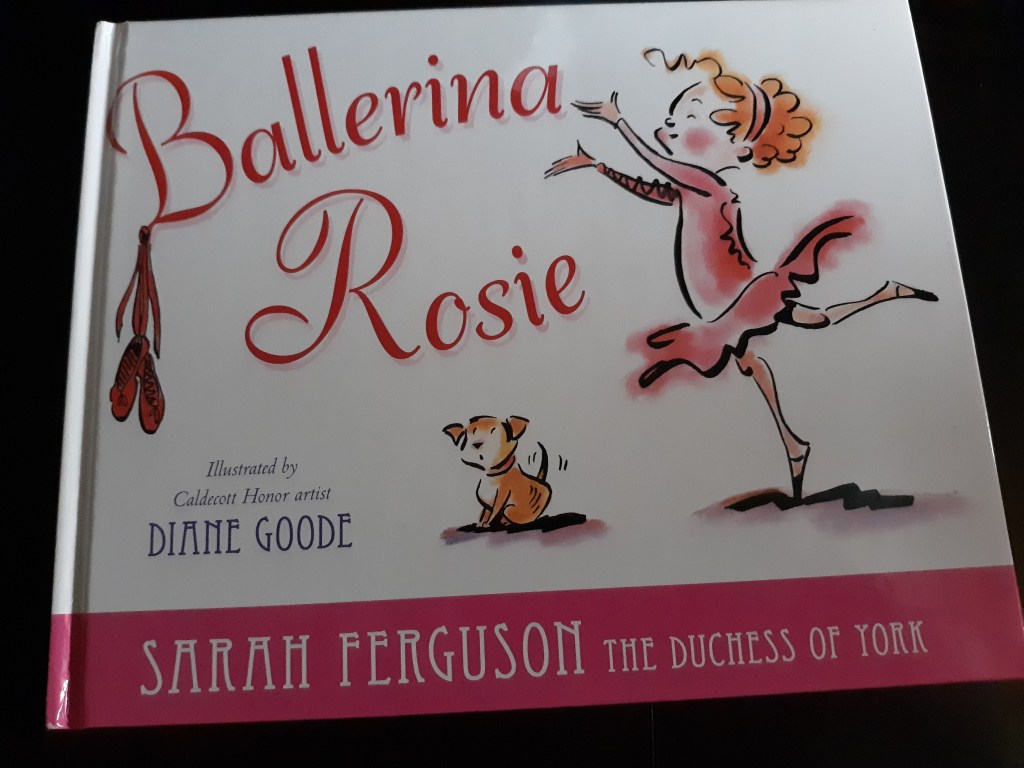 Ballerina
Rosie
Illustrated by
Caldecott Honor artist
DIANE GOODE
SARAH FERGUSON THE DUCHESS OF YORK